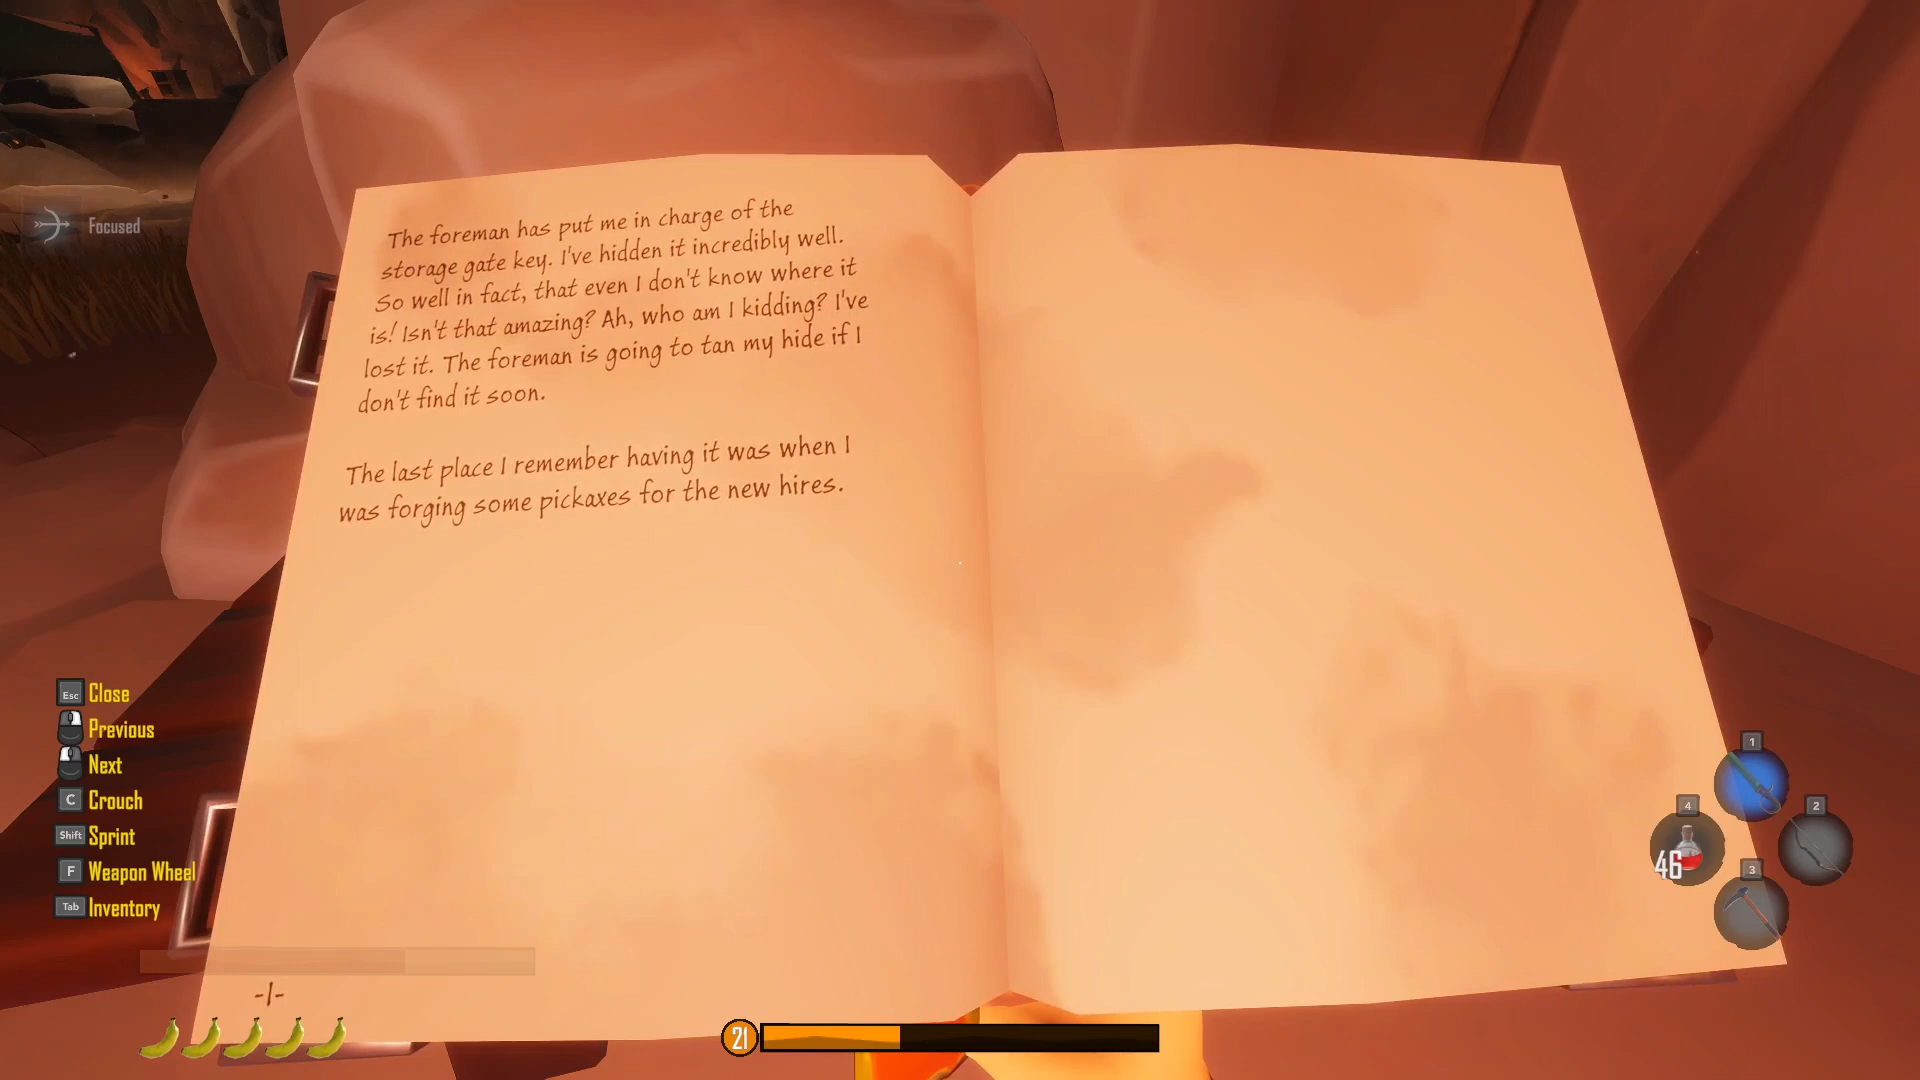 Focused
The foreman has put me in charge of the
storage gate key. I've hidden it incredibly well.
So well in fact, that even I don't know where it
is! Isn't that amazing? Ah, who am I kidding? I've
lost it. The foreman is going to tan my hide if I
don't find it soon.
The last place I remember having it was when I
was forging some pickaxes for the new hires.
-1-
Esc Close
Previous
Next
C Crouch
Shift Sprint
F Weapon Wheel
Tab Inventory
21
1
2
3
4
46